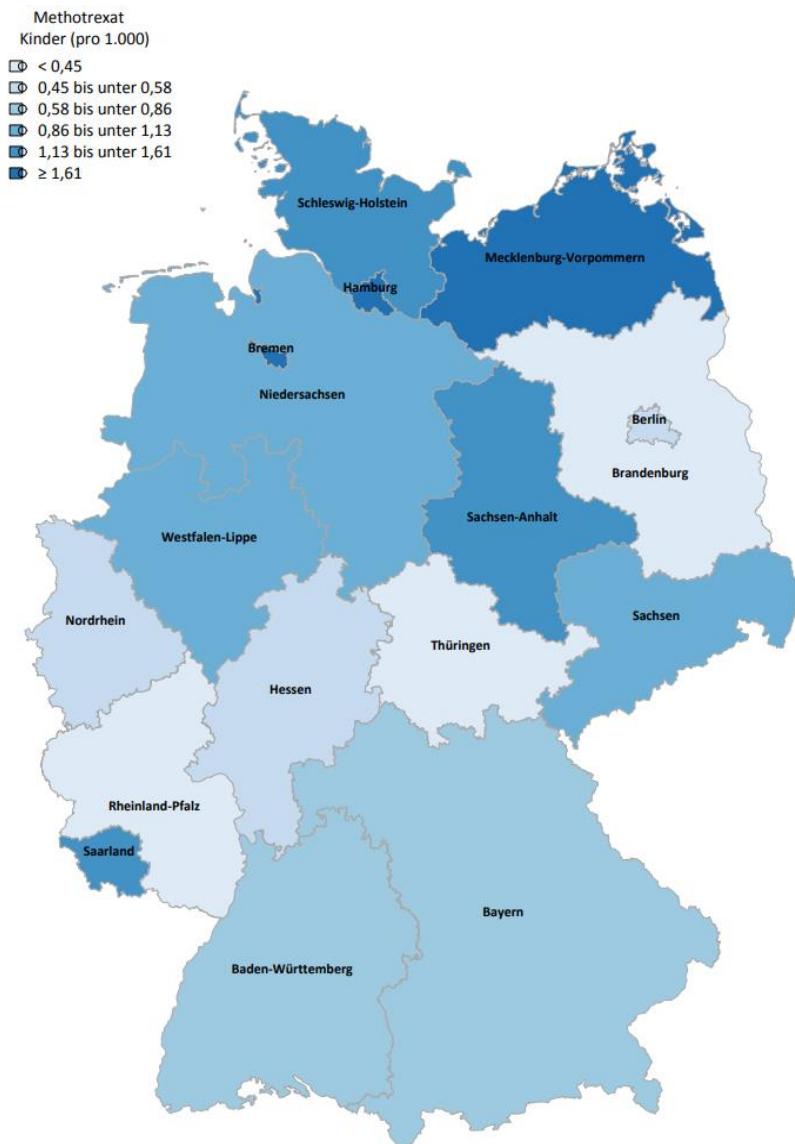 Methotrexat
Kinder (pro 1.000)
< 0,45
0,45 bis unter 0,58
0,58 bis unter 0,86
0,86 bis unter 1,13
1,13 bis unter 1,61
≥ 1,61
Schleswig-Holstein
Mecklenburg-Vorpommern
Hamburg
Bremen
Niedersachsen
Berlin
Brandenburg
Sachsen-Anhalt
Westfalen-Lippe
Nordrhein
Sachsen
Thüringen
Hessen
Rheinland-Pfalz
Saarland
Bayern
Baden-Württemberg